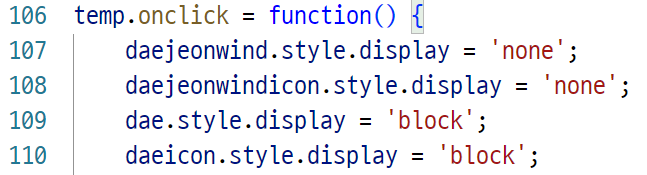 106 temp.onclick = function() {
107     daejeonwind.style.display = 'none';
108     daejeonwindicon.style.display = 'none';
109     dae.style.display = 'block';
110     daeicon.style.display = 'block';